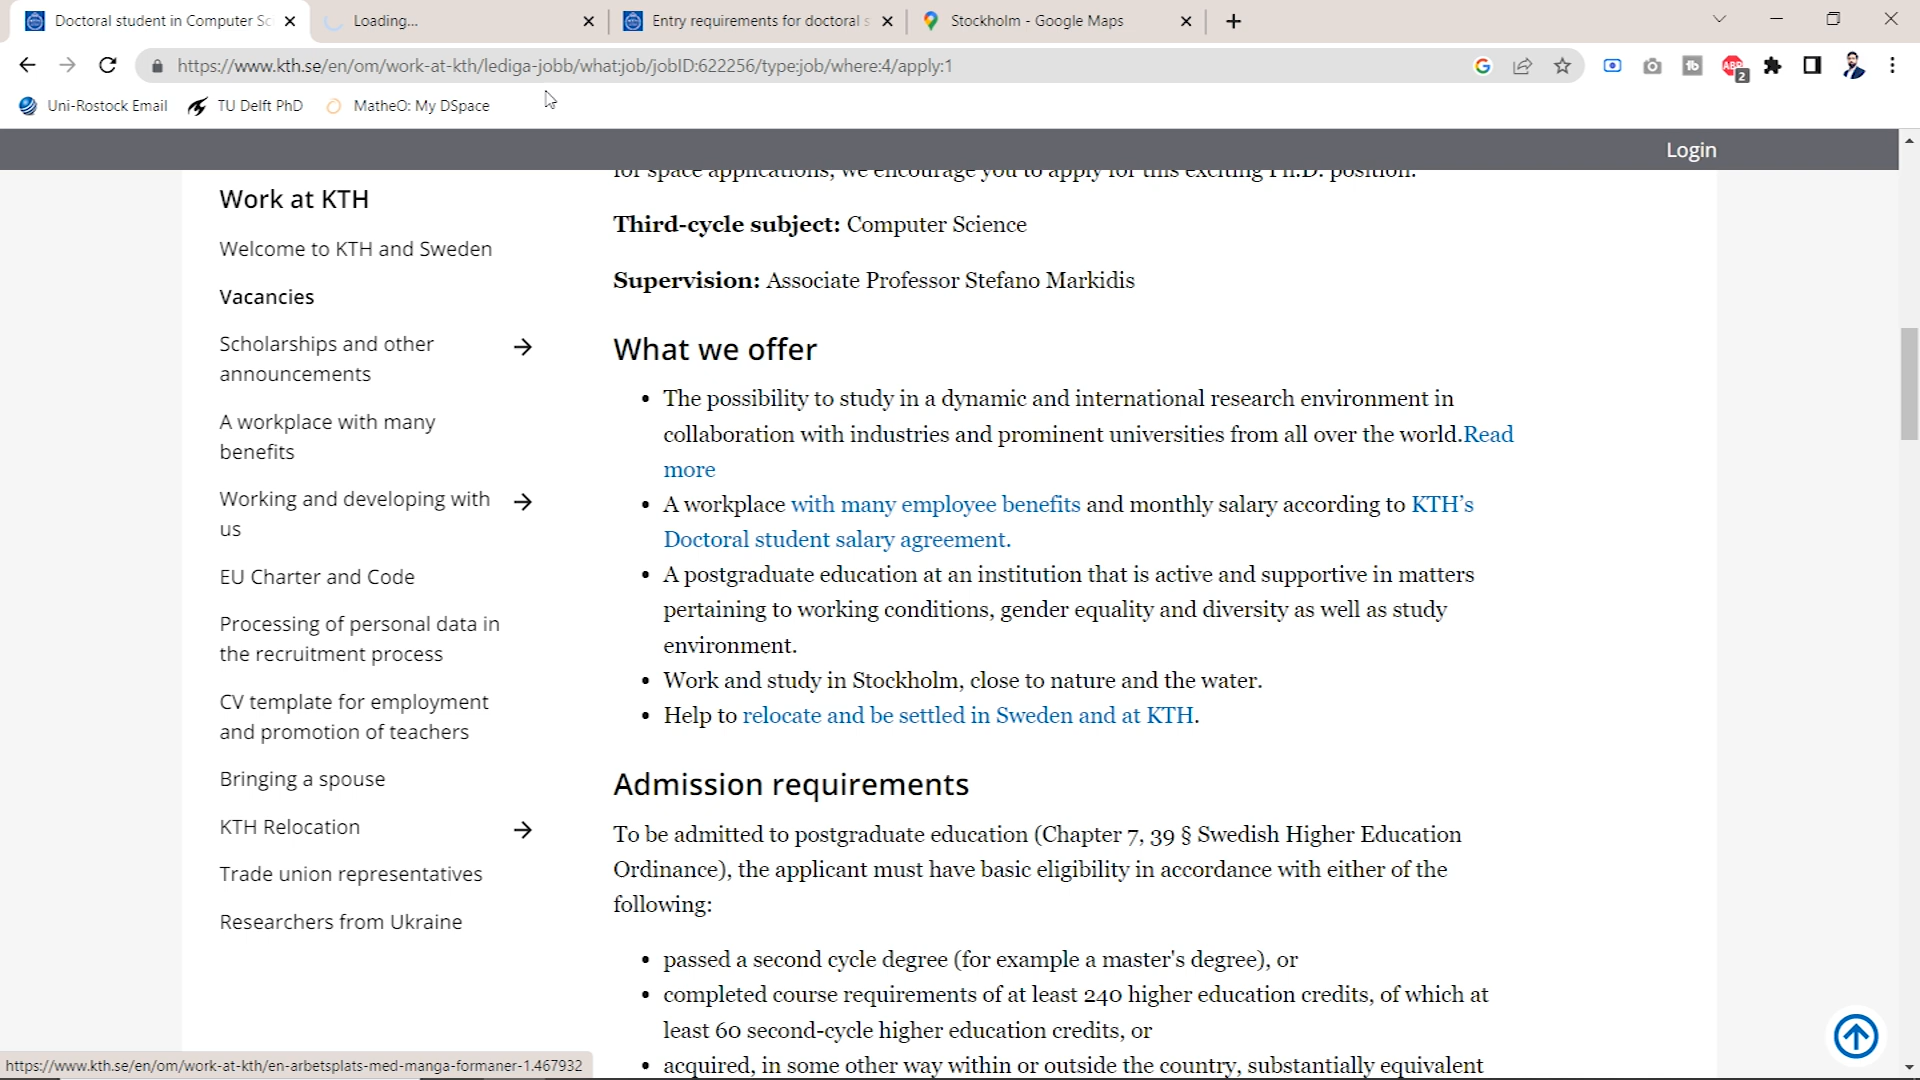 Doctoral student in Computer Sc
Loading...
Entry requirements for doctoral s
Stockholm - Google Maps
https://www.kth.se/en/om/work-at-kth/lediga-jobb/what:job/jobID:622256/type:job/where:4/apply:1
ABP
2
Uni-Rostock Email
TU Delft PhD
MatheO: My DSpace
Login
Work at KTH
Welcome to KTH and Sweden
Vacancies
Scholarships and other
announcements
A workplace with many
benefits
Working and developing with
us
EU Charter and Code
Processing of personal data in
the recruitment process
CV template for employment
and promotion of teachers
Bringing a spouse
KTH Relocation
Trade union representatives
Researchers from Ukraine
for space applications, we encourage you to apply for this exciting Ph.D. position.
Third-cycle subject: Computer Science
Supervision: Associate Professor Stefano Markidis
What we offer
• The possibility to study in a dynamic and international research environment in
collaboration with industries and prominent universities from all over the world.Read
more
• A workplace with many employee benefits and monthly salary according to KTH’s
Doctoral student salary agreement.
• A postgraduate education at an institution that is active and supportive in matters
pertaining to working conditions, gender equality and diversity as well as study
environment.
• Work and study in Stockholm, close to nature and the water.
• Help to relocate and be settled in Sweden and at KTH.
Admission requirements
To be admitted to postgraduate education (Chapter 7, 39 § Swedish Higher Education
Ordinance), the applicant must have basic eligibility in accordance with either of the
following:
• passed a second cycle degree (for example a master's degree), or
• completed course requirements of at least 240 higher education credits, of which at
least 60 second-cycle higher education credits, or
• acquired, in some other way within or outside the country, substantially equivalent
https://www.kth.se/en/om/work-at-kth/en-arbetsplats-med-manga-formaner-1.467932